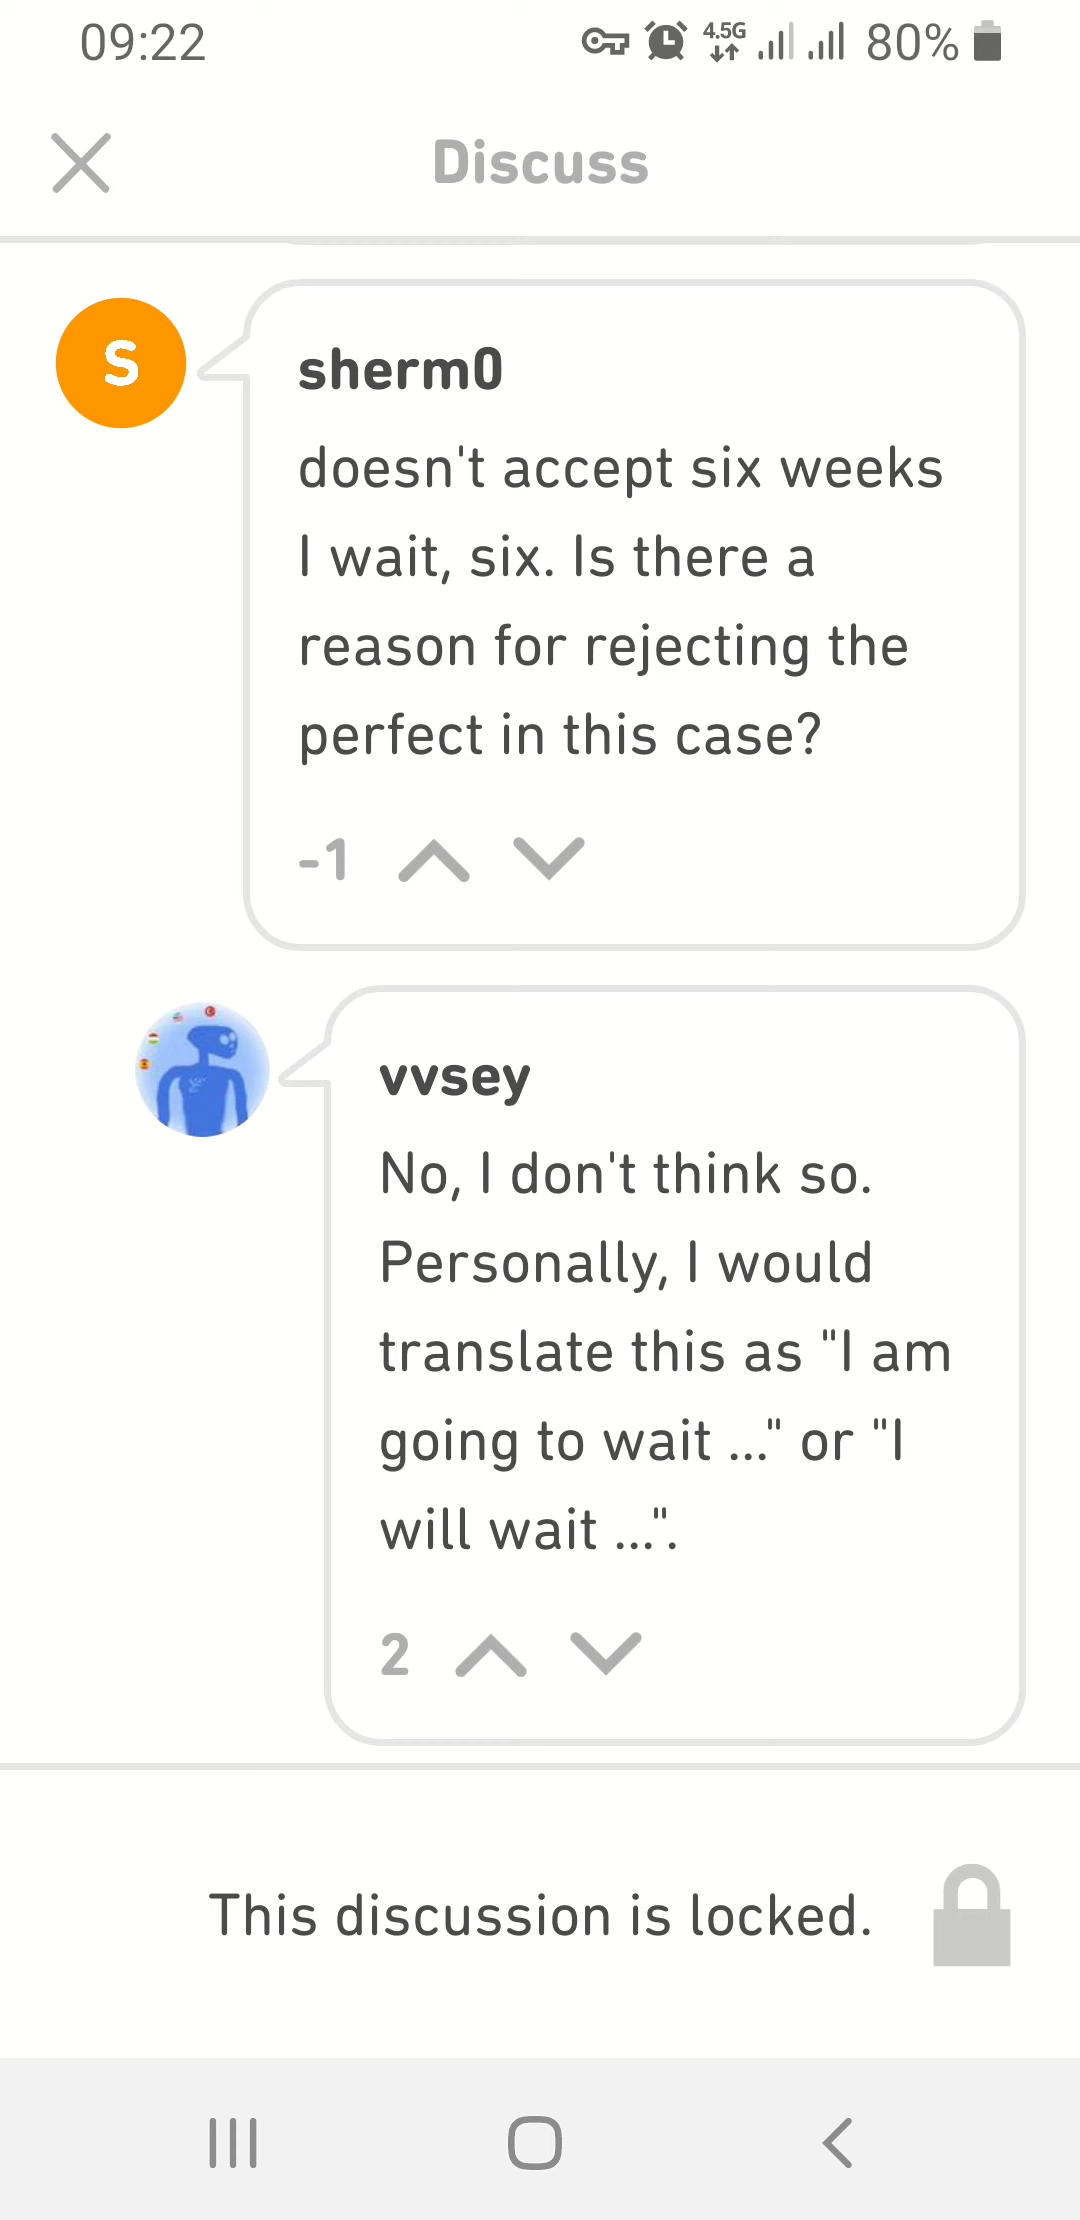 09:22
4.5G
80%
Discuss
S
sherm0
doesn't accept six weeks
I wait, six. Is there a
reason for rejecting the
perfect in this case?
-1
vvsey
No, I don't think so.
Personally, I would
translate this as "I am
going to wait ..." or "I
will wait ...".
2
This discussion is locked.